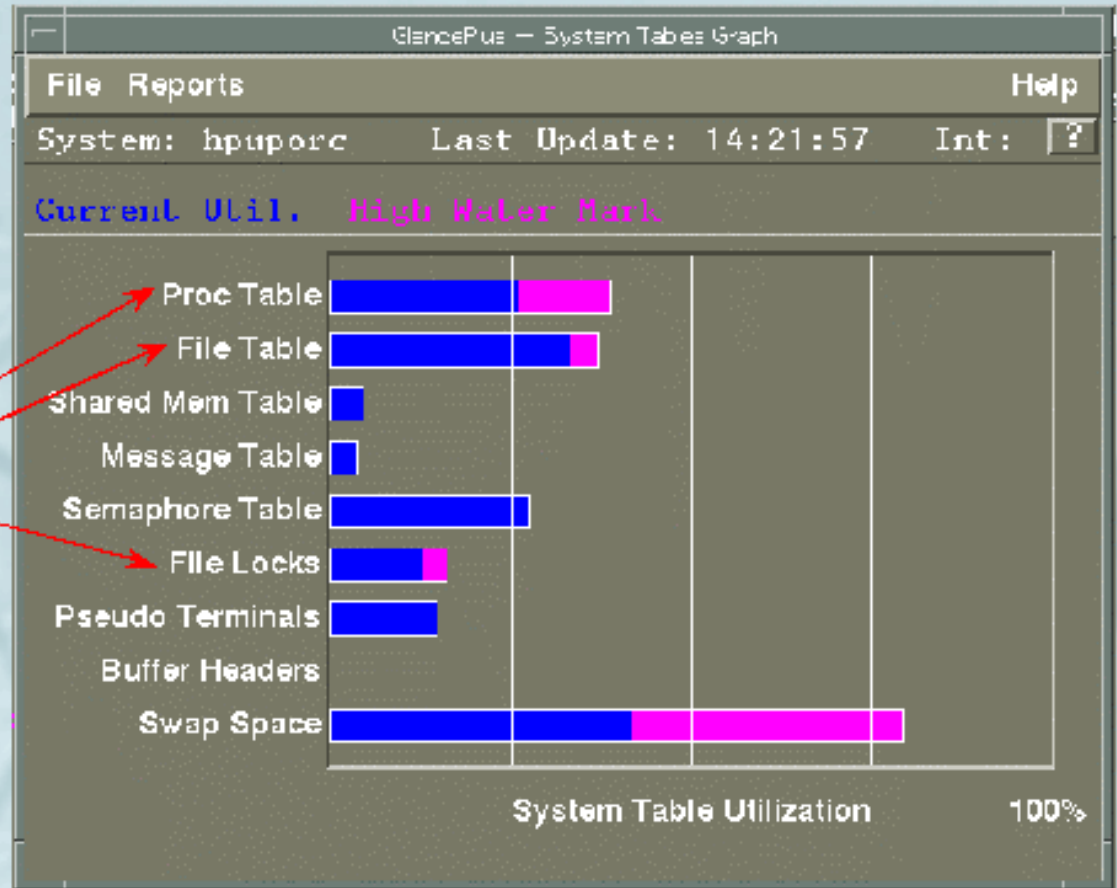 GlancePlus — System Tables Graph
File Reports Help
System: hpuporc Last Update: 14:21:57 Int: ?
Current Util. High Water Mark
Proc Table
File Table
Shared Mem Table
Message Table
Semaphore Table
File Locks
Pseudo Terminals
Buffer Headers
Swap Space
System Table Utilization 100%